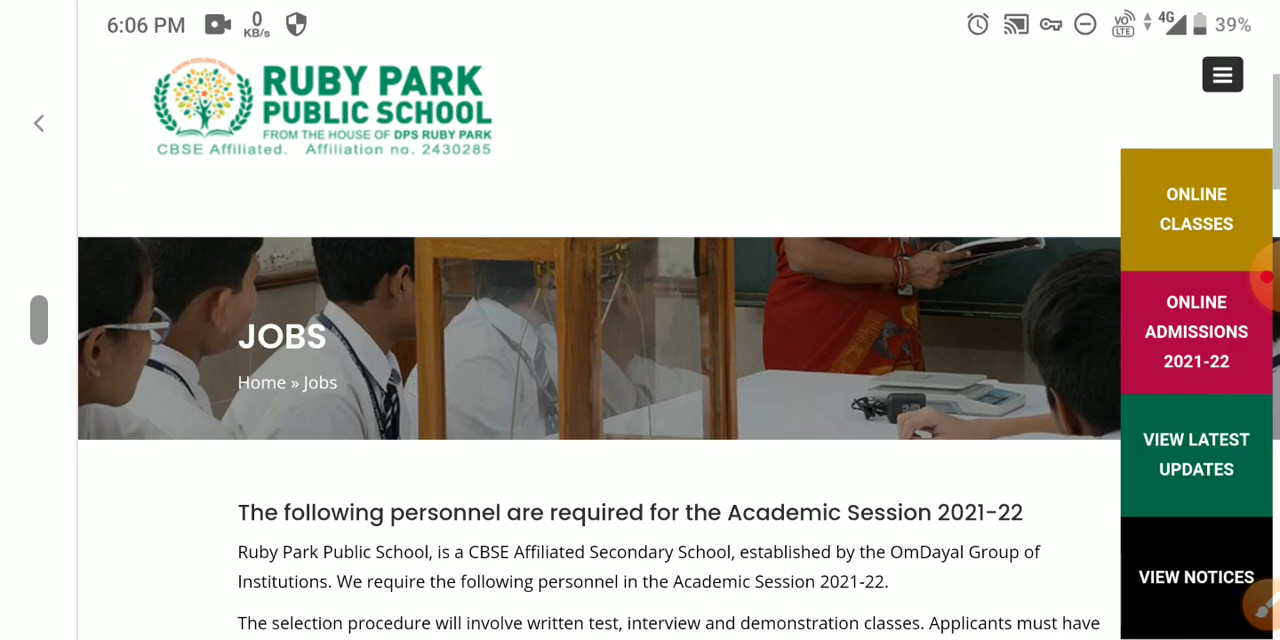 6:06 PM
0
KB/s
VO
LTE
4G
39%
RUBY PARK
PUBLIC SCHOOL
FROM THE HOUSE OF DPS RUBY PARK
CBSE Affiliated. Affiliation no. 2430285
ONLINE
CLASSES
ONLINE
ADMISSIONS
2021-22
VIEW LATEST
UPDATES
VIEW NOTICES
JOBS
Home » Jobs
The following personnel are required for the Academic Session 2021-22
Ruby Park Public School, is a CBSE Affiliated Secondary School, established by the OmDayal Group of
Institutions. We require the following personnel in the Academic Session 2021-22.
The selection procedure will involve written test, interview and demonstration classes. Applicants must have